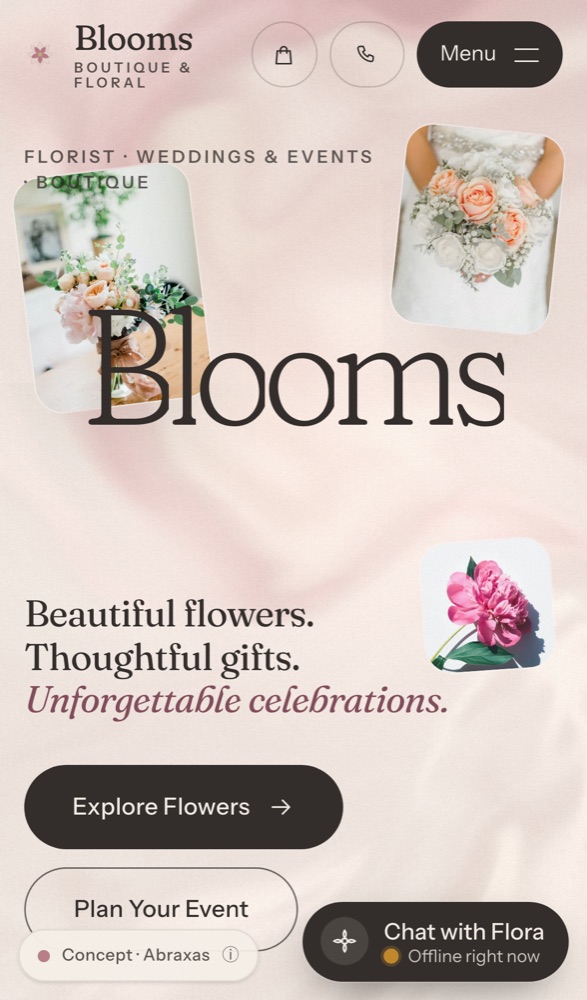 Blooms
BOUTIQUE &
FLORAL
Menu
FLORIST · WEDDINGS & EVENTS
· BOUTIQUE
Blooms
Beautiful flowers.
Thoughtful gifts.
Unforgettable celebrations.
Explore Flowers →
Plan Your Event
Concept · Abraxas ⓘ
Chat with Flora
Offline right now